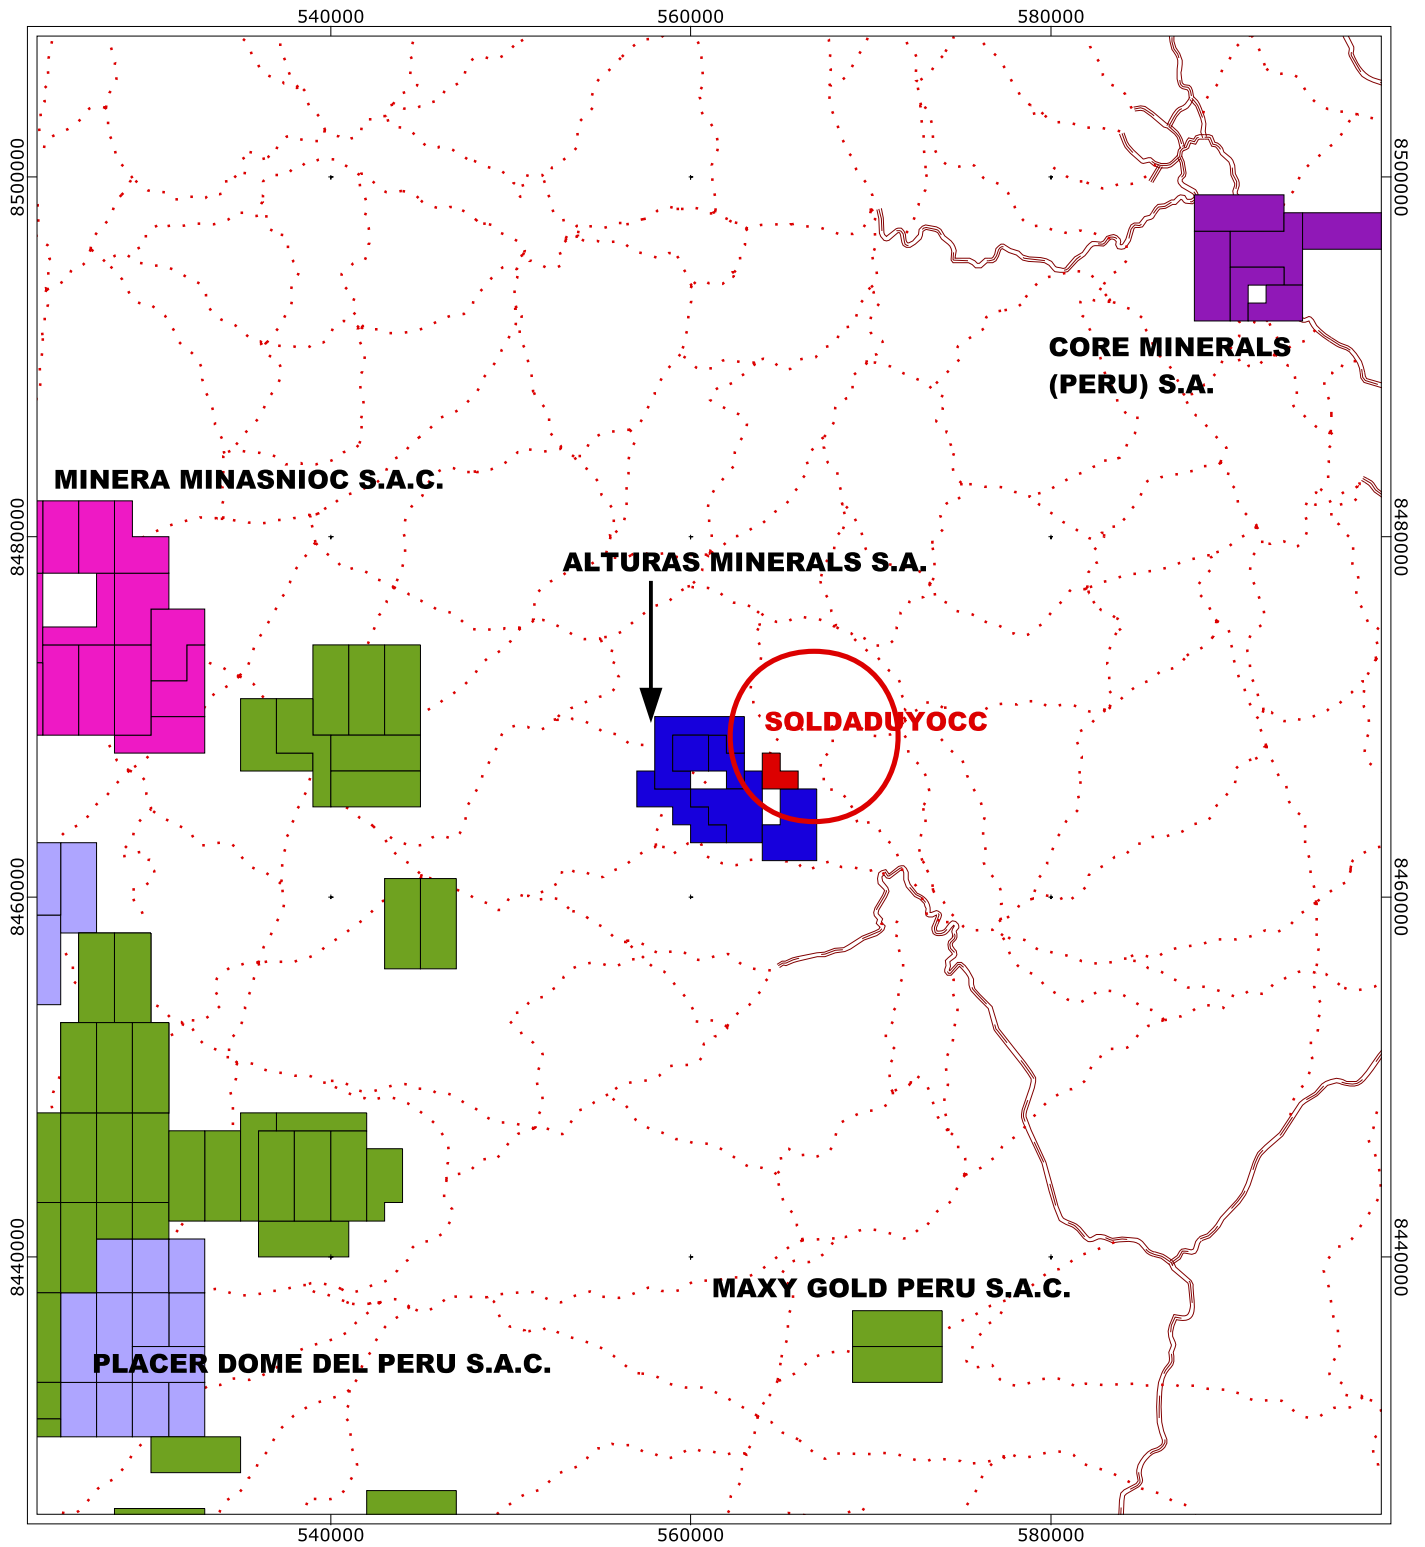 540000 560000 580000
8500000 8500000
CORE MINERALS
(PERU) S.A.
MINERA MINASNIOC S.A.C.
8480000 8480000
ALTURAS MINERALS S.A.
SOLDADUYOCC
8460000 8460000
8440000 8440000
MAXY GOLD PERU S.A.C.
PLACER DOME DEL PERU S.A.C.
540000 560000 580000